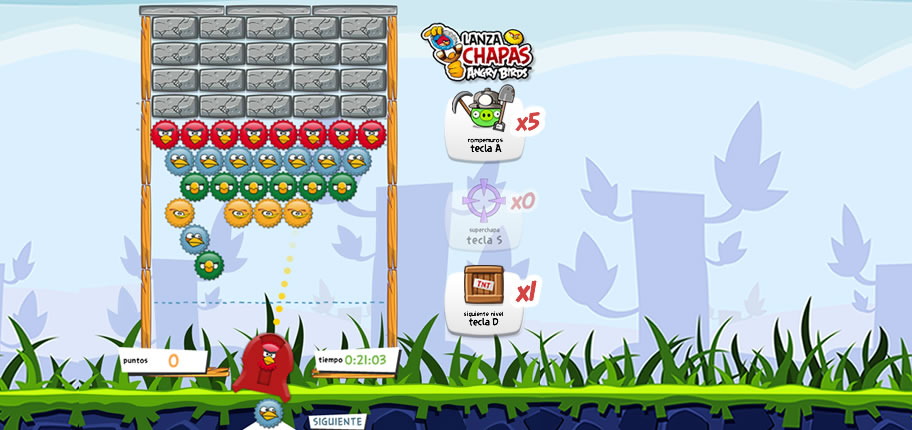 LANZA
CHAPAS
ANGRY BIRDS
x5
rompemuros
tecla A
x0
superchapa
tecla S
TNT
x1
siguiente nivel
tecla D
puntos 0
tiempo 0:21:03
SIGUIENTE